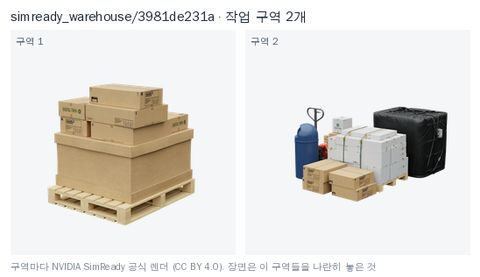 simready_warehouse/3981de231a · 작업 구역 2개
구역 1
구역 2
구역마다 NVIDIA SimReady 공식 렌더 (CC BY 4.0). 장면은 이 구역들을 나란히 놓은 것